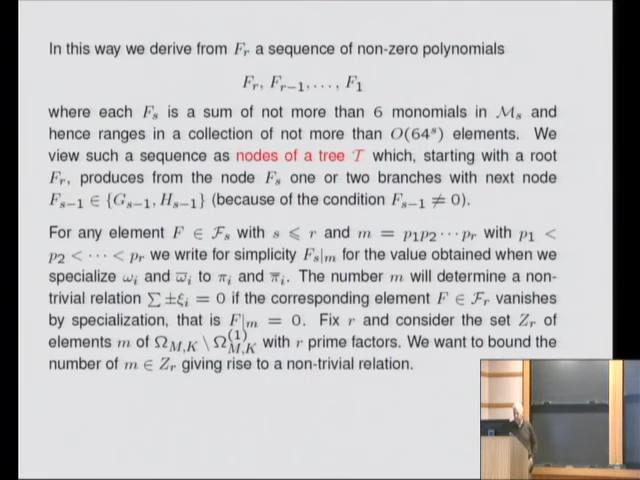 In this way we derive from F_r a sequence of non-zero polynomials
F_r, F_{r−1}, …, F_1
where each F_s is a sum of not more than 6 monomials in M_s and
hence ranges in a collection of not more than O(64^s) elements. We
view such a sequence as nodes of a tree T which, starting with a root
F_r, produces from the node F_s one or two branches with next node
F_{s−1} ∈ {G_{s−1}, H_{s−1}} (because of the condition F_{s−1} ≠ 0).
For any element F ∈ F_s with s ⩽ r and m = p_1p_2 ⋯ p_r with p_1 <
p_2 < ⋯ < p_r we write for simplicity F_s|_m for the value obtained when we
specialize ω_i and ω̅_i to π_i and π̅_i. The number m will determine a non-
trivial relation ∑ ±ξ_i = 0 if the corresponding element F ∈ F_r vanishes
by specialization, that is F|_m = 0. Fix r and consider the set Z_r of
elements m of Ω_{M,K} \ Ω^{(1)}_{M,K} with r prime factors. We want to bound the
number of m ∈ Z_r giving rise to a non-trivial relation.